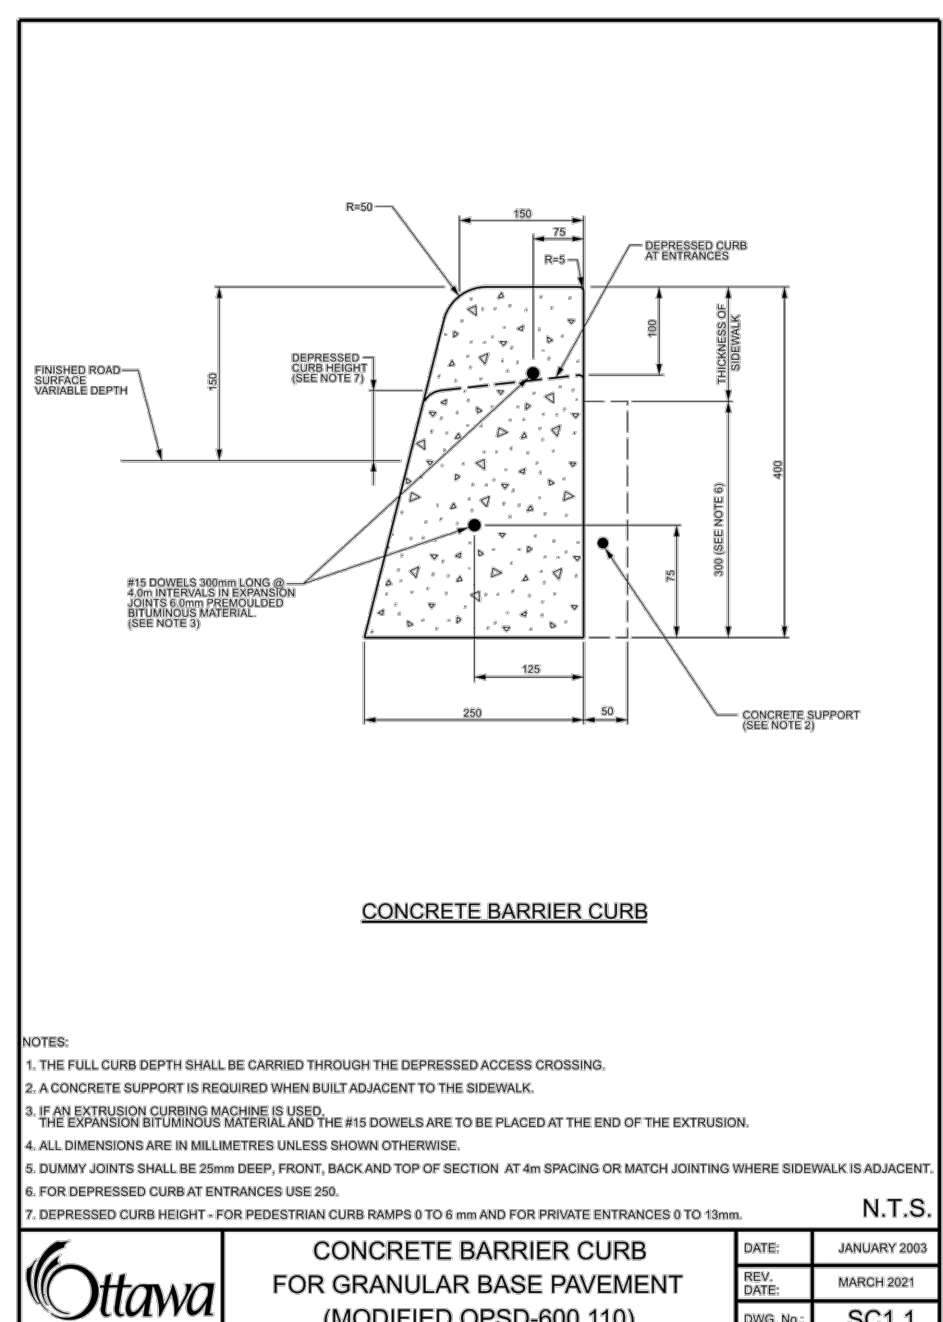 R=50
150
75
R=5
DEPRESSED CURB
AT ENTRANCES
150
100
THICKNESS OF
SIDEWALK
400
FINISHED ROAD
SURFACE
VARIABLE DEPTH
DEPRESSED
CURB HEIGHT
(SEE NOTE 7)
300 (SEE NOTE 6)
75
#15 DOWELS 300mm LONG @
4.0m INTERVALS IN EXPANSION
JOINTS 6.0mm PREMOULDED
BITUMINOUS MATERIAL.
(SEE NOTE 3)
125
250
50
CONCRETE SUPPORT
(SEE NOTE 2)
CONCRETE BARRIER CURB
NOTES:
1. THE FULL CURB DEPTH SHALL BE CARRIED THROUGH THE DEPRESSED ACCESS CROSSING.
2. A CONCRETE SUPPORT IS REQUIRED WHEN BUILT ADJACENT TO THE SIDEWALK.
3. IF AN EXTRUSION CURBING MACHINE IS USED,
THE EXPANSION BITUMINOUS MATERIAL AND THE #15 DOWELS ARE TO BE PLACED AT THE END OF THE EXTRUSION.
4. ALL DIMENSIONS ARE IN MILLIMETRES UNLESS SHOWN OTHERWISE.
5. DUMMY JOINTS SHALL BE 25mm DEEP, FRONT, BACK AND TOP OF SECTION AT 4m SPACING OR MATCH JOINTING WHERE SIDEWALK IS ADJACENT.
6. FOR DEPRESSED CURB AT ENTRANCES USE 250.
7. DEPRESSED CURB HEIGHT - FOR PEDESTRIAN CURB RAMPS 0 TO 6 mm AND FOR PRIVATE ENTRANCES 0 TO 13mm.
N.T.S.
Ottawa
CONCRETE BARRIER CURB
FOR GRANULAR BASE PAVEMENT
(MODIFIED OPSD-600.110)
DATE: JANUARY 2003
REV.
DATE: MARCH 2021
DWG. No.: SC1.1